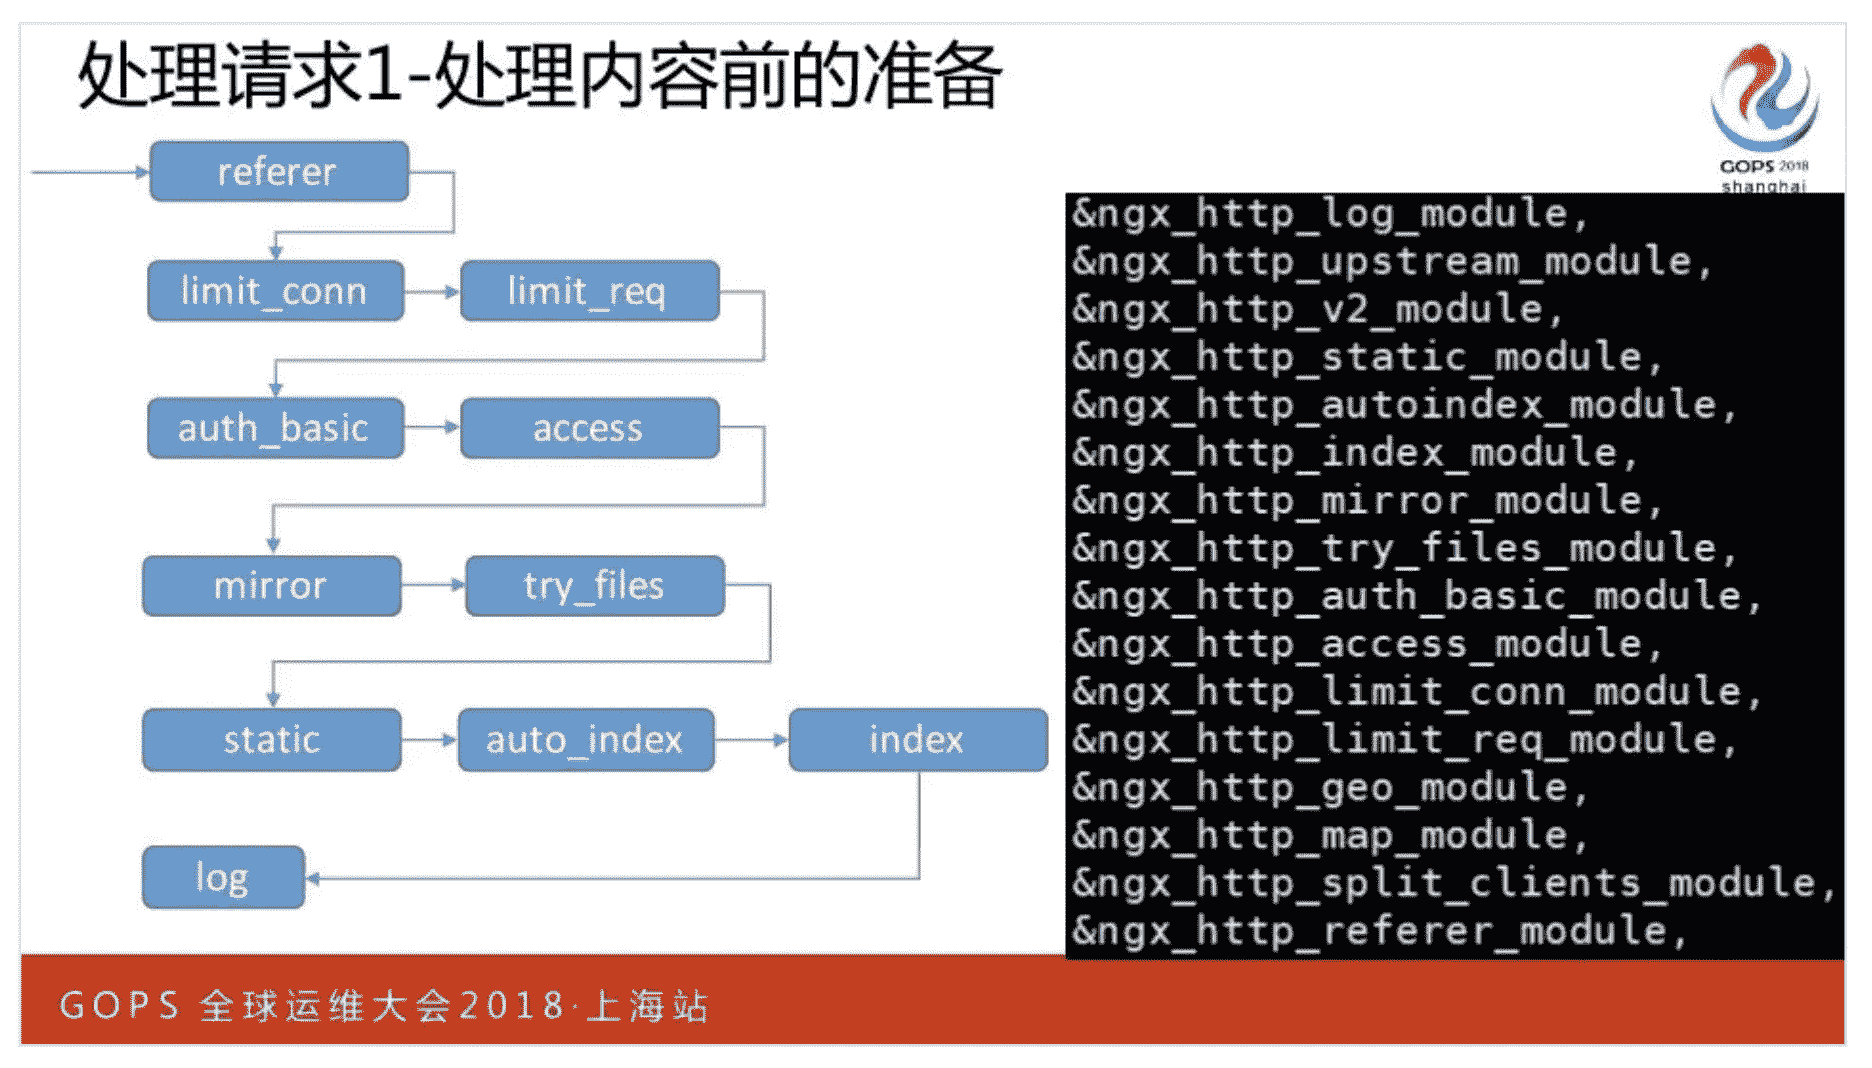 处理请求1-处理内容前的准备
GOPS 2018
shanghai
referer
limit_conn
limit_req
auth_basic
access
mirror
try_files
static
auto_index
index
log
&ngx_http_log_module,
&ngx_http_upstream_module,
&ngx_http_v2_module,
&ngx_http_static_module,
&ngx_http_autoindex_module,
&ngx_http_index_module,
&ngx_http_mirror_module,
&ngx_http_try_files_module,
&ngx_http_auth_basic_module,
&ngx_http_access_module,
&ngx_http_limit_conn_module,
&ngx_http_limit_req_module,
&ngx_http_geo_module,
&ngx_http_map_module,
&ngx_http_split_clients_module,
&ngx_http_referer_module,
GOPS 全球运维大会2018·上海站